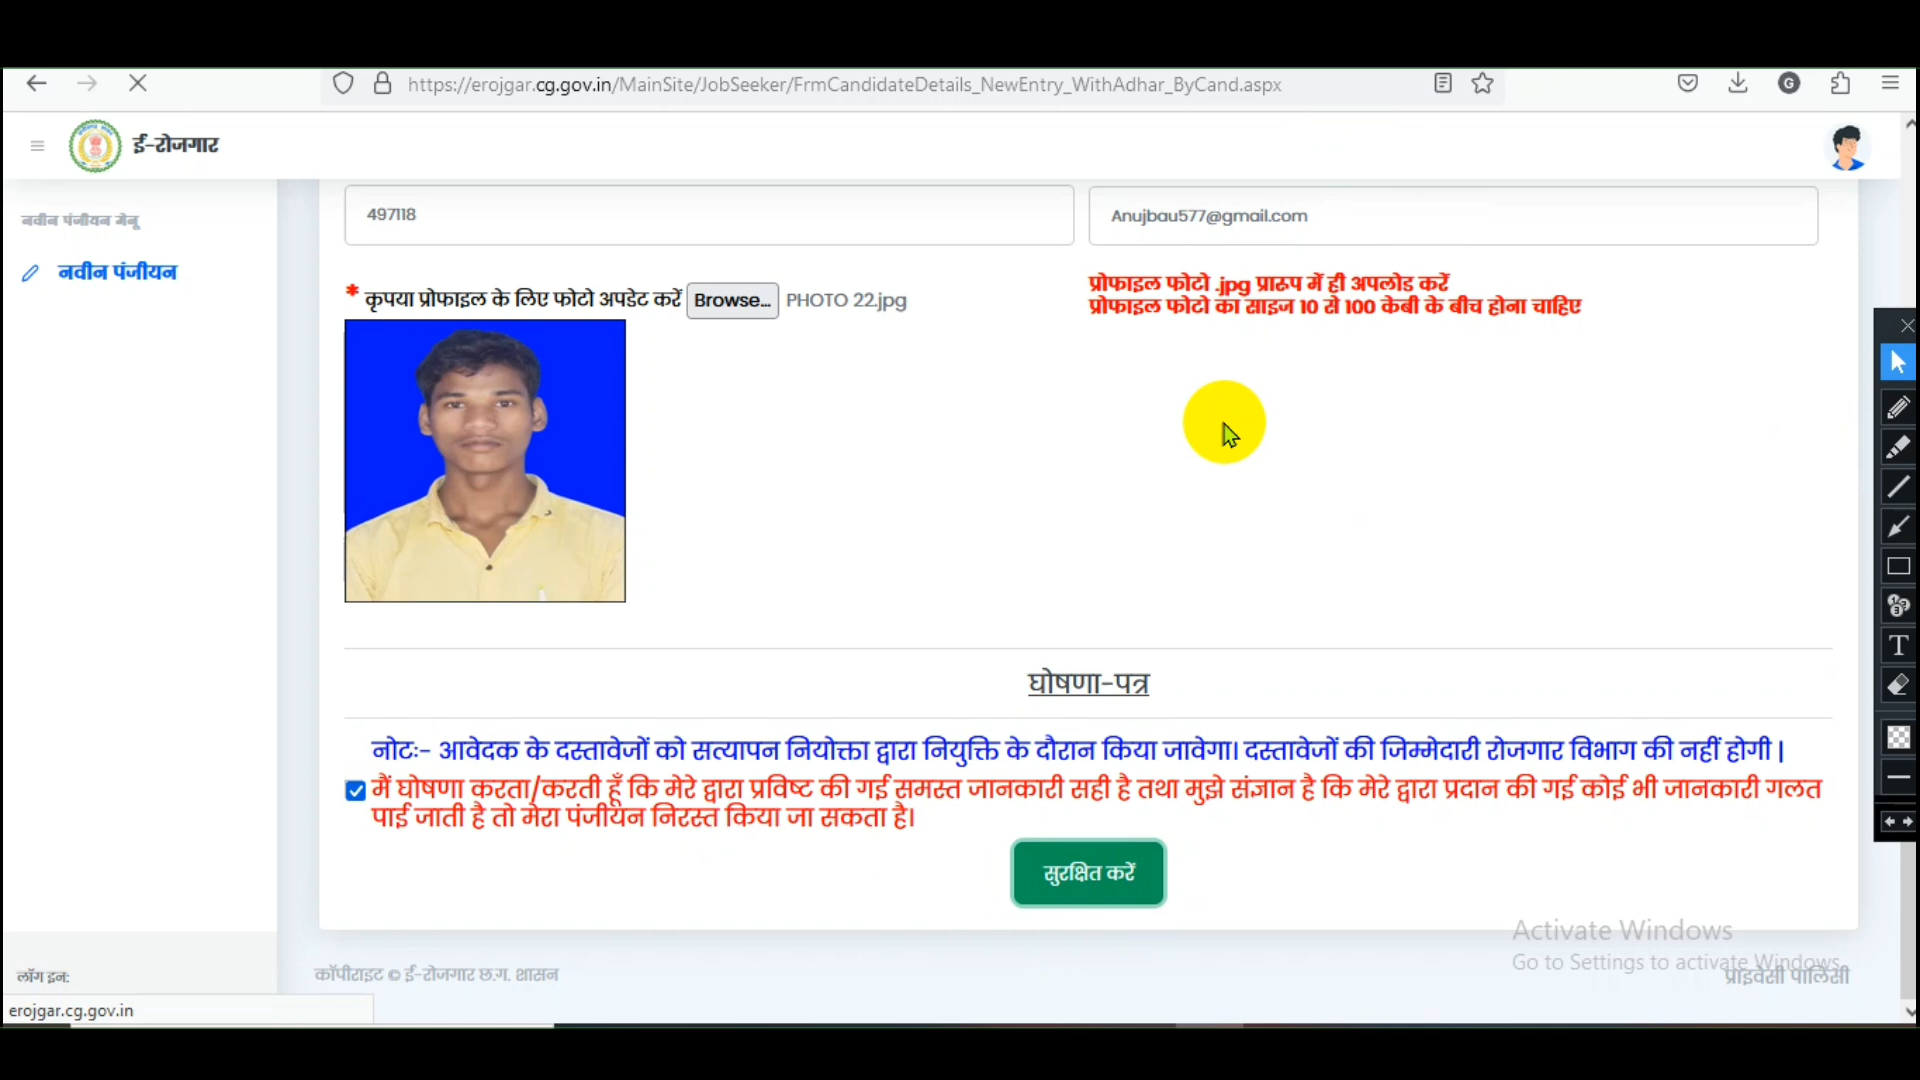 https://erojgar.cg.gov.in/MainSite/JobSeeker/FrmCandidateDetails_NewEntry_WithAdhar_ByCand.aspx
G
ई-रोजगार
नवीन पंजीयन मेनू
नवीन पंजीयन
497118
Anujbau577@gmail.com
* कृपया प्रोफाइल के लिए फोटो अपडेट करें Browse... PHOTO 22.jpg
प्रोफाइल फोटो .jpg प्रारूप में ही अपलोड करें
प्रोफाइल फोटो का साइज 10 से 100 केबी के बीच होना चाहिए
घोषणा-पत्र
नोटः- आवेदक के दस्तावेजों को सत्यापन नियोक्ता द्वारा नियुक्ति के दौरान किया जावेगा। दस्तावेजों की जिम्मेदारी रोजगार विभाग की नहीं होगी |
मैं घोषणा करता/करती हूँ कि मेरे द्वारा प्रविष्ट की गई समस्त जानकारी सही है तथा मुझे संज्ञान है कि मेरे द्वारा प्रदान की गई कोई भी जानकारी गलत
पाई जाती है तो मेरा पंजीयन निरस्त किया जा सकता है।
सुरक्षित करें
Activate Windows
Go to Settings to activate Windows.
लॉग इन:
कॉपीराइट © ई-रोजगार छ.ग. शासन
प्राइवेसी पालिसी
erojgar.cg.gov.in
T